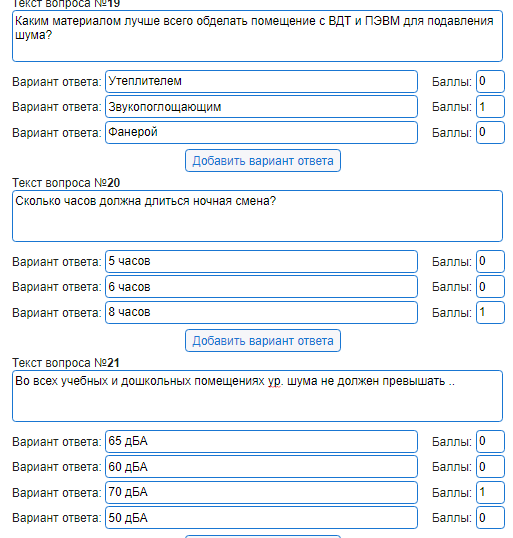 Текст вопроса №19
Каким материалом лучше всего обделать помещение с ВДТ и ПЭВМ для подавления
шума?
Вариант ответа: Утеплителем Баллы: 0
Вариант ответа: Звукопоглощающим Баллы: 1
Вариант ответа: Фанерой Баллы: 0
Добавить вариант ответа
Текст вопроса №20
Сколько часов должна длиться ночная смена?
Вариант ответа: 5 часов Баллы: 0
Вариант ответа: 6 часов Баллы: 0
Вариант ответа: 8 часов Баллы: 1
Добавить вариант ответа
Текст вопроса №21
Во всех учебных и дошкольных помещениях ур. шума не должен превышать ..
Вариант ответа: 65 дБА Баллы: 0
Вариант ответа: 60 дБА Баллы: 0
Вариант ответа: 70 дБА Баллы: 1
Вариант ответа: 50 дБА Баллы: 0